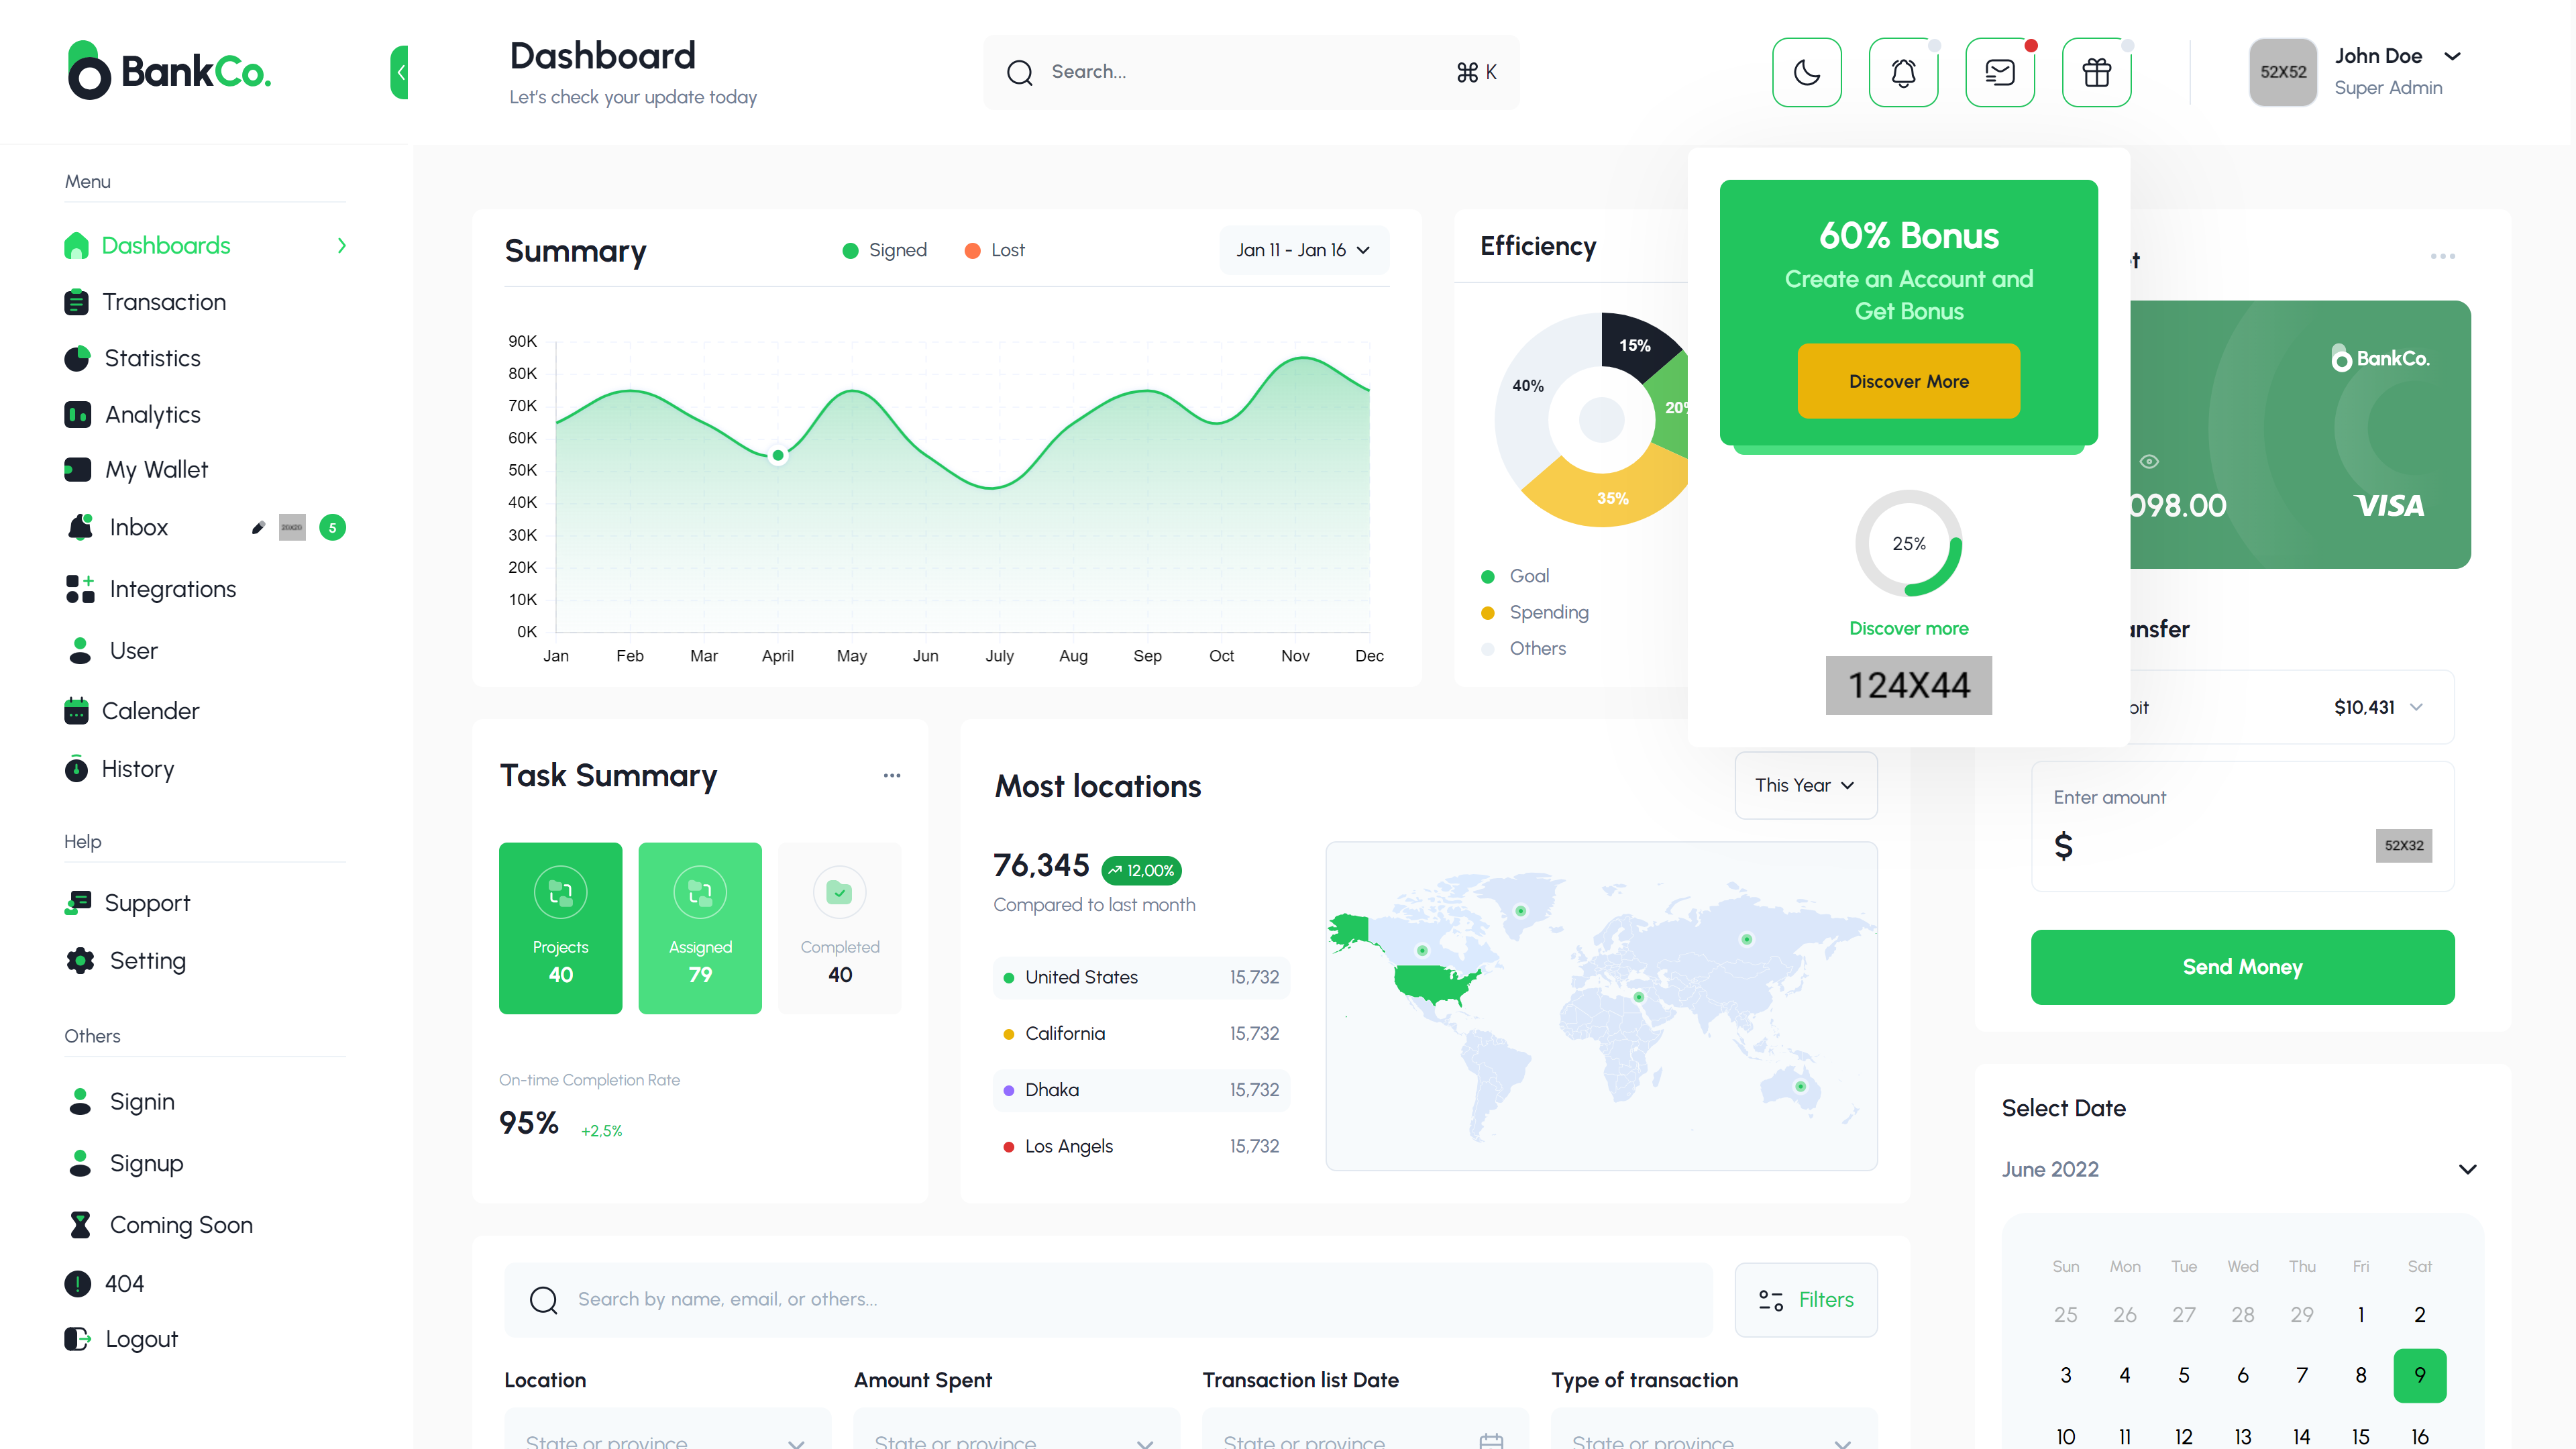 BankCo.
Dashboard
Let's check your update today
Search...
⌘ K
52X52
John Doe
Super Admin
Menu
Dashboards
Transaction
Statistics
Analytics
My Wallet
Inbox
20X20
5
Integrations
User
Calender
History
Help
Support
Setting
Others
Signin
Signup
Coming Soon
404
Logout
Summary
Signed
Lost
Jan 11 - Jan 16
90K
80K
70K
60K
50K
40K
30K
20K
10K
0K
Jan Feb Mar April May Jun July Aug Sep Oct Nov Dec
Efficiency
15%
40%
20%
35%
Goal
Spending
Others
60% Bonus
Create an Account and
Get Bonus
Discover More
25%
Discover more
124X44
BankCo.
098.00
VISA
$10,431
Enter amount
$
52X32
Send Money
Task Summary
Projects
40
Assigned
79
Completed
40
On-time Completion Rate
95%
+2,5%
Most locations
This Year
76,345
12,00%
Compared to last month
United States 15,732
California 15,732
Dhaka 15,732
Los Angels 15,732
Select Date
June 2022
Sun Mon Tue Wed Thu Fri Sat
25 26 27 28 29 1 2
3 4 5 6 7 8 9
10 11 12 13 14 15 16
Search by name, email, or others...
Filters
Location
Amount Spent
Transaction list Date
Type of transaction
State or province
State or province
State or province
State or province